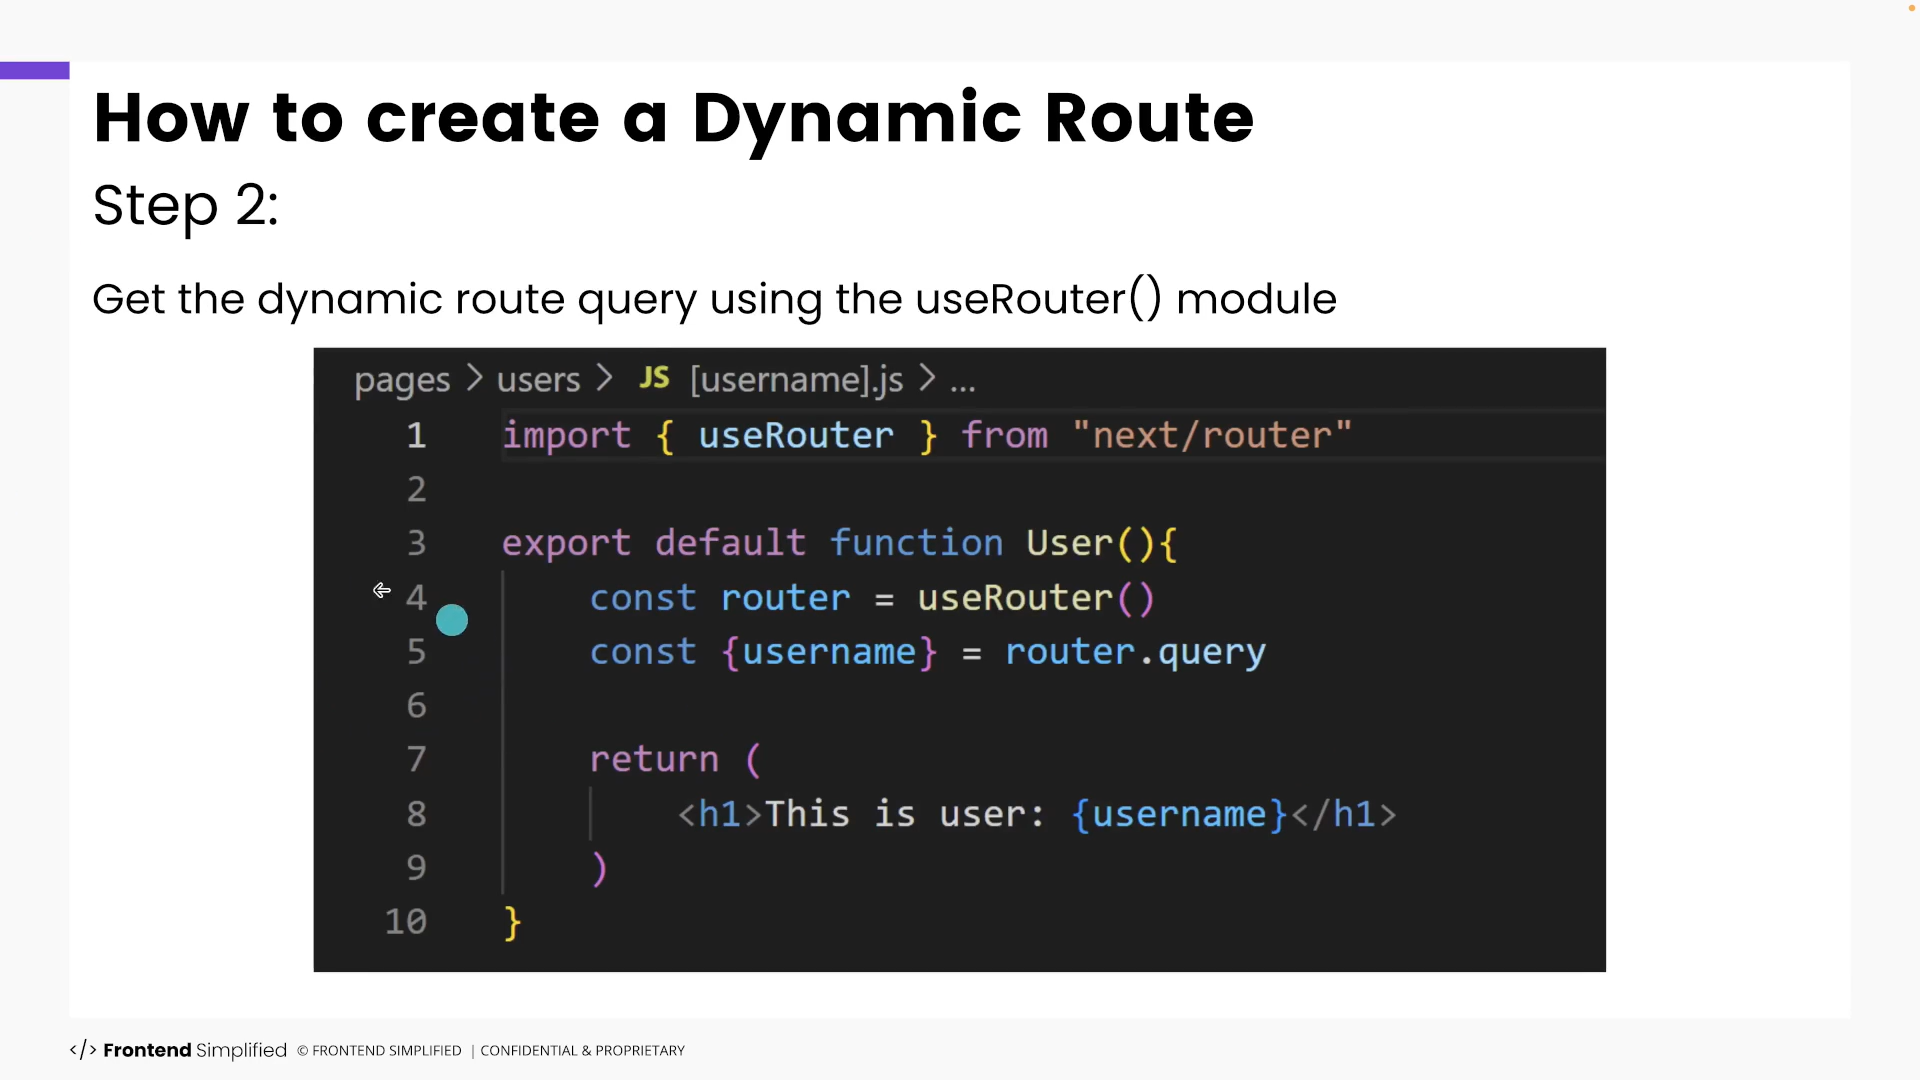 How to create a Dynamic Route
Step 2:
Get the dynamic route query using the useRouter() module
pages > users > JS [username].js > ...
1 import { useRouter } from "next/router"
2
3 export default function User(){
4 const router = useRouter()
5 const {username} = router.query
6
7 return (
8 <h1>This is user: {username}</h1>
9 )
10 }
</> Frontend Simplified © FRONTEND SIMPLIFIED | CONFIDENTIAL & PROPRIETARY